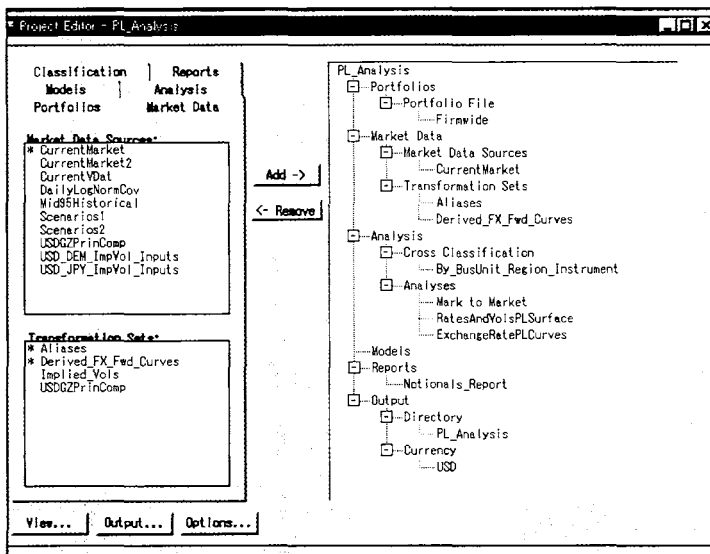 Project Editor - PL_Analysis
Classification
Reports
Models
Analysis
Portfolios
Market Data
Market Data Sources:
* CurrentMarket
CurrentMarket2
CurrentVDat
DailyLogNormCov
Mid95Historical
Scenarios1
Scenarios2
USDGZPrinComp
USD_DEM_ImpVol_Inputs
USD_JPY_ImpVol_Inputs
Transformation Sets:
* Aliases
* Derived_FX_Fwd_Curves
Implied_Vols
USDGZPrinComp
Add ->
<- Remove
PL_Analysis
Portfolios
Portfolio File
Firmwide
Market Data
Market Data Sources
CurrentMarket
Transformation Sets
Aliases
Derived_FX_Fwd_Curves
Analysis
Cross Classification
By_BusUnit_Region_Instrument
Analyses
Mark to Market
RatesAndVolsPLSurface
ExchangeRatePLCurves
Models
Reports
Notionals_Report
Output
Directory
PL_Analysis
Currency
USD
View...
Output...
Options...